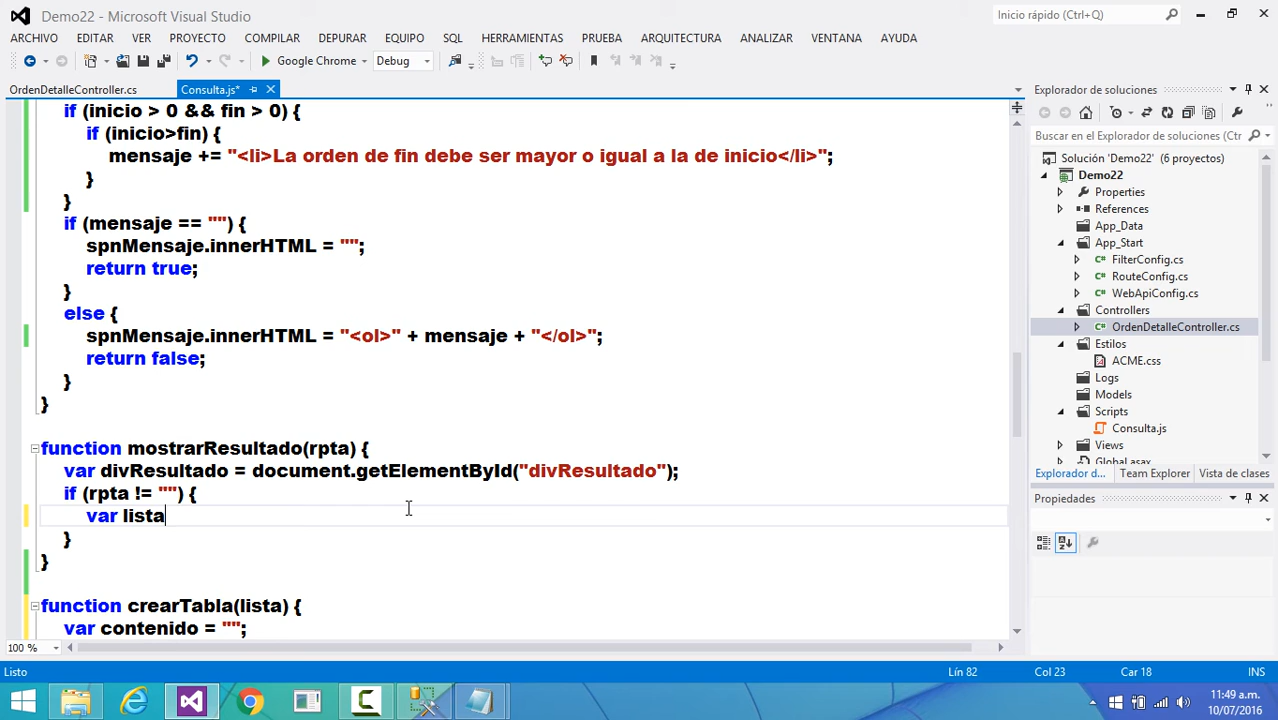 Demo22 - Microsoft Visual Studio
Inicio rápido (Ctrl+Q)
ARCHIVO EDITAR VER PROYECTO COMPILAR DEPURAR EQUIPO SQL HERRAMIENTAS PRUEBA ARQUITECTURA ANALIZAR VENTANA AYUDA
Google Chrome Debug
OrdenDetalleController.cs Consulta.js*
if (inicio > 0 && fin > 0) {
if (inicio>fin) {
mensaje += "<li>La orden de fin debe ser mayor o igual a la de inicio</li>";
}
}
if (mensaje == "") {
spnMensaje.innerHTML = "";
return true;
}
else {
spnMensaje.innerHTML = "<ol>" + mensaje + "</ol>";
return false;
}
}
function mostrarResultado(rpta) {
var divResultado = document.getElementById("divResultado");
if (rpta != "") {
var lista
}
}
function crearTabla(lista) {
var contenido = "";
100 %
Explorador de soluciones
Buscar en el Explorador de soluciones (Ctr
Solución 'Demo22' (6 proyectos)
Demo22
Properties
References
App_Data
App_Start
FilterConfig.cs
RouteConfig.cs
WebApiConfig.cs
Controllers
OrdenDetalleController.cs
Estilos
ACME.css
Logs
Models
Scripts
Consulta.js
Views
Global.asax
Explorador de... Team Explorer Vista de clases
Propiedades
Listo Lín 82 Col 23 Car 18 INS
11:49 a.m.
10/07/2016